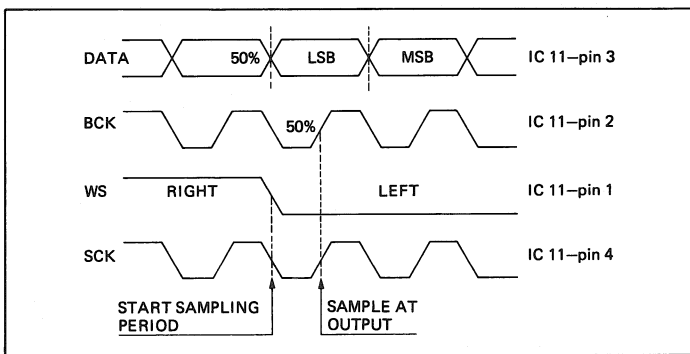 DATA 50% LSB MSB IC 11–pin 3
BCK 50% IC 11–pin 2
WS RIGHT LEFT IC 11–pin 1
SCK IC 11–pin 4
START SAMPLING
PERIOD
SAMPLE AT
OUTPUT